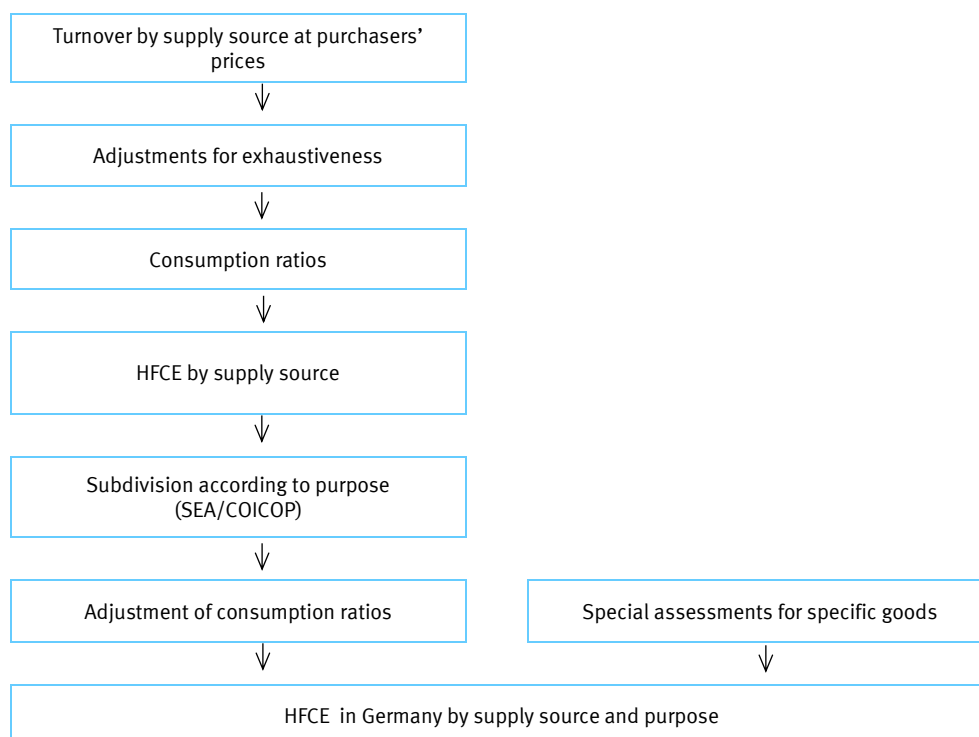 Turnover by supply source at purchasers’
prices
Adjustments for exhaustiveness
Consumption ratios
HFCE by supply source
Subdivision according to purpose
(SEA/COICOP)
Adjustment of consumption ratios
Special assessments for specific goods
HFCE in Germany by supply source and purpose